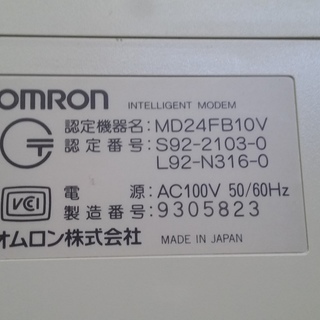 OMRON INTELLIGENT MODEM
認定機器名:MD24FB10V
認定番号:S92-2103-0
L92-N316-0
VCI
電源:AC100V 50/60Hz
製造番号:9305823
オムロン株式会社 MADE IN JAPAN